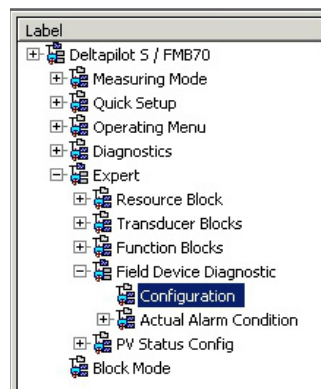 Label
Deltapilot S / FMB70
Measuring Mode
Quick Setup
Operating Menu
Diagnostics
Expert
Resource Block
Transducer Blocks
Function Blocks
Field Device Diagnostic
Configuration
Actual Alarm Condition
PV Status Config
Block Mode